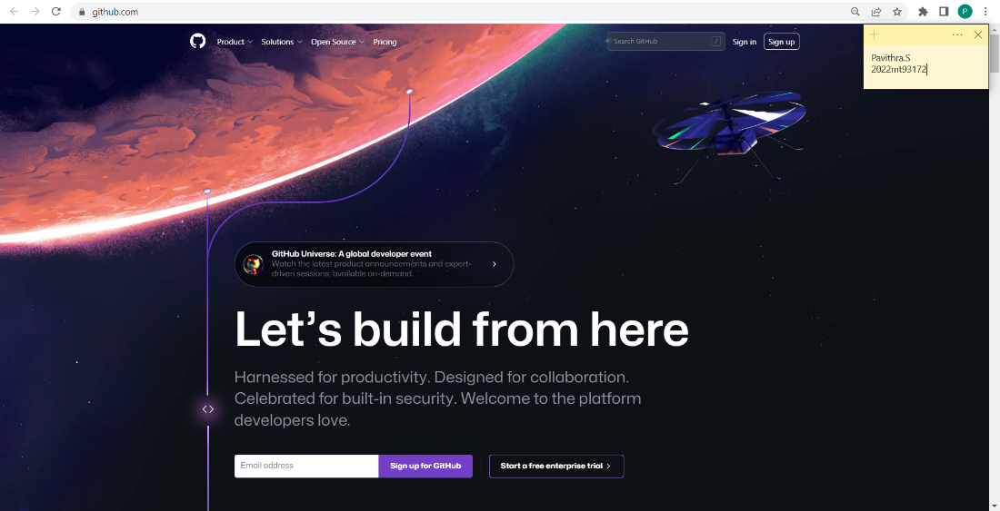 github.com
P
Product
Solutions
Open Source
Pricing
Search GitHub
/
Sign in
Sign up
Pavithra.S
2022mt93172
GitHub Universe: A global developer event
Watch the latest product announcements and expert-
driven sessions, available on-demand.
Let's build from here
Harnessed for productivity. Designed for collaboration.
Celebrated for built-in security. Welcome to the platform
developers love.
Email address
Sign up for GitHub
Start a free enterprise trial